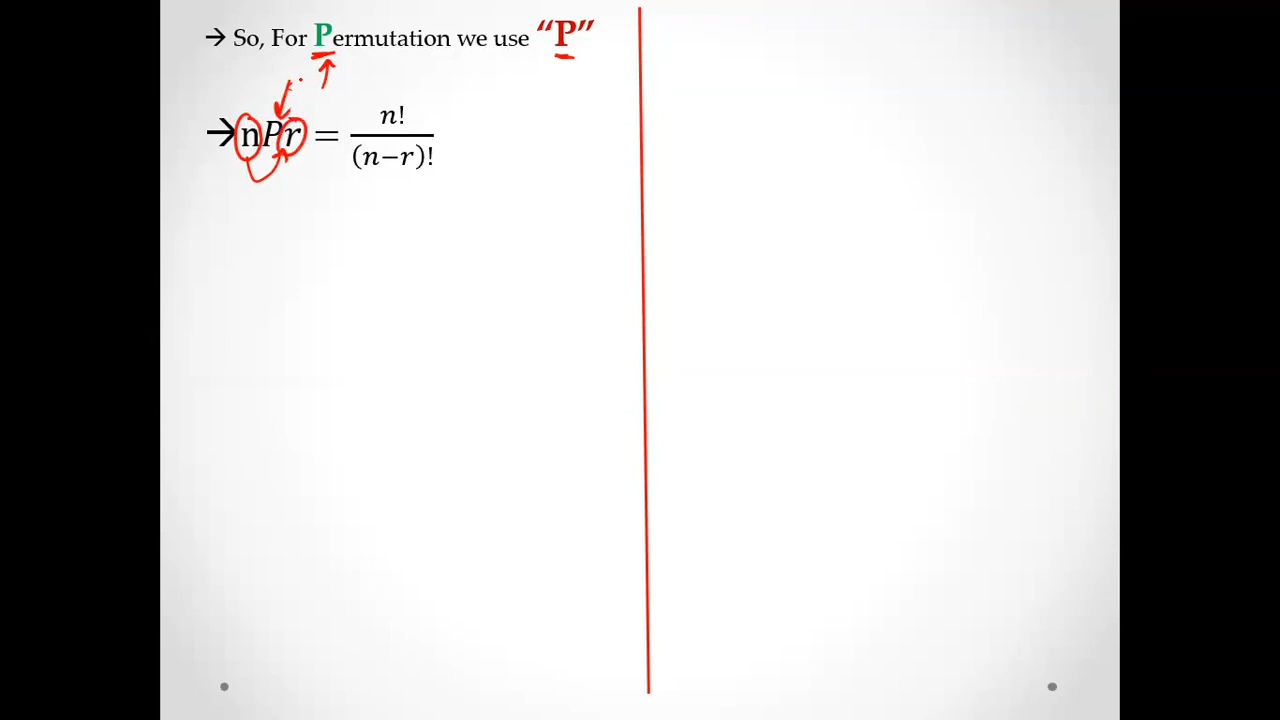 → So, For Permutation we use “P”
→nPr = n!/(n−r)!